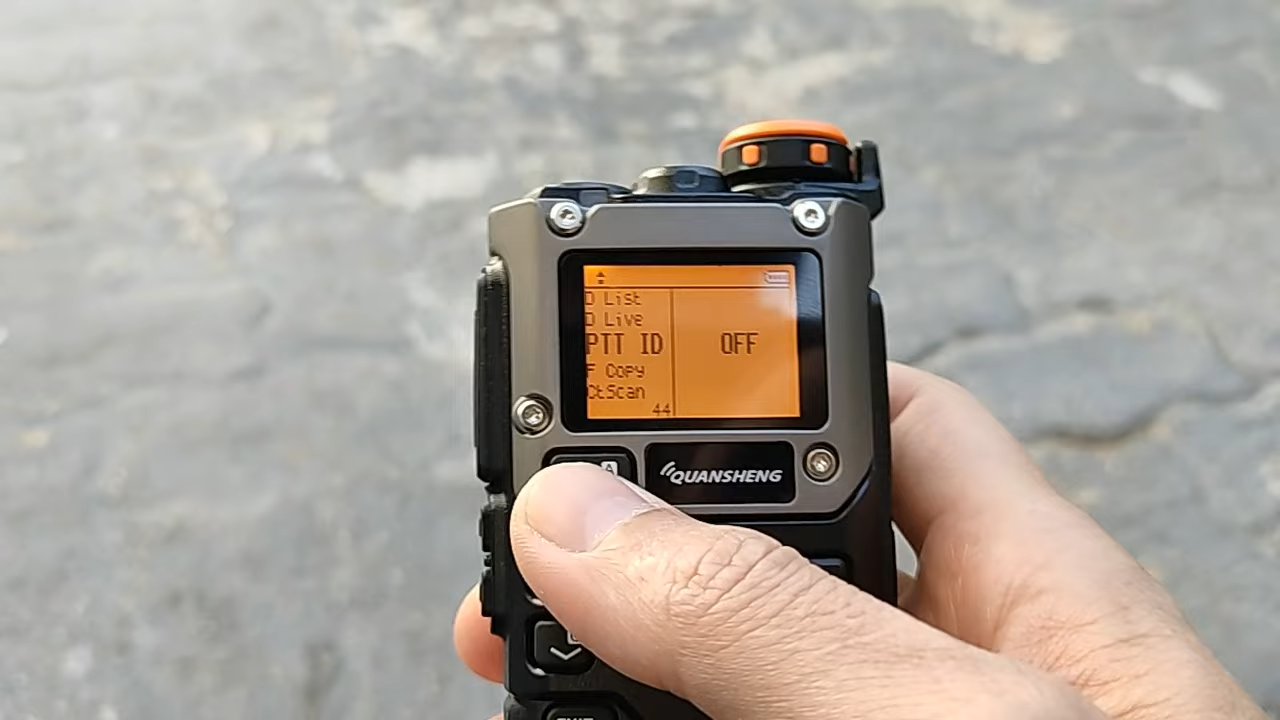 D List
D Live
PTT ID
OFF
F Copy
CtScan
44
A
QUANSHENG